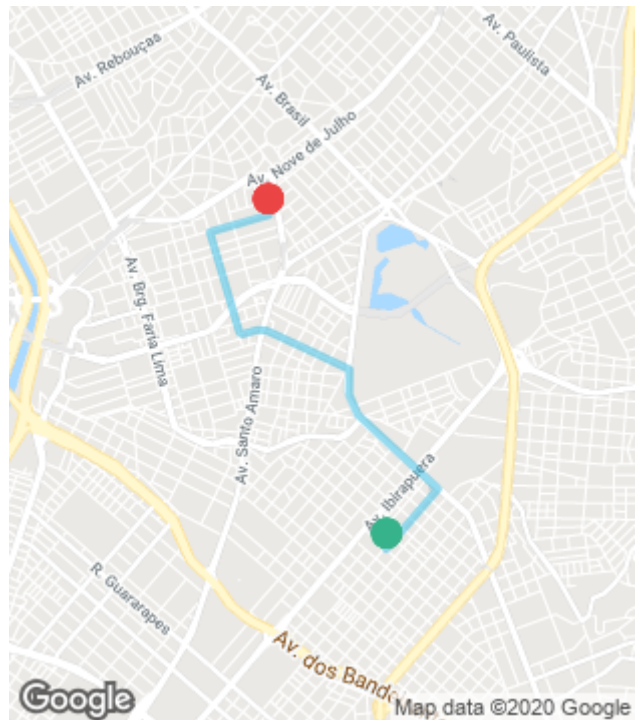 Av. Paulista
Av. Rebouças
Av. Brasil
Av. Nove de Julho
Av. Brg. Faria Lima
Av. Santo Amaro
Av. Ibirapuera
R. Guararapes
Av. dos Band
Google
Map data ©2020 Google